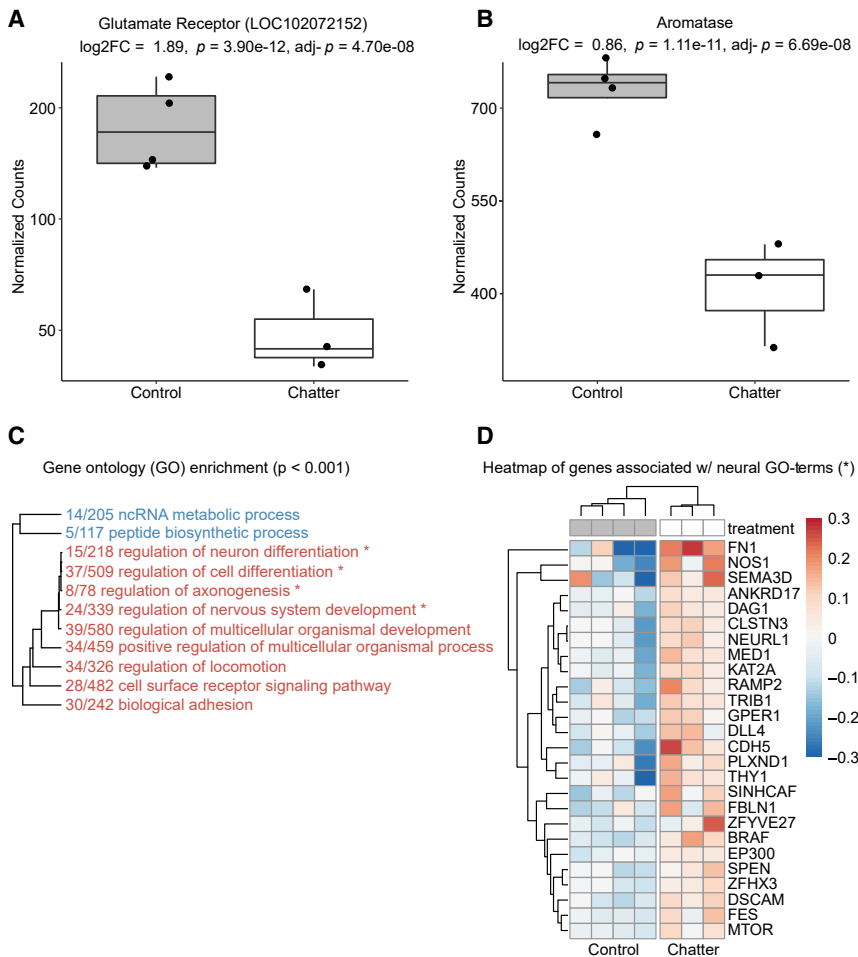 A
Glutamate Receptor (LOC102072152)
log2FC = 1.89, p = 3.90e-12, adj- p = 4.70e-08
Normalized Counts
200
100
50
Control
Chatter
B
Aromatase
log2FC = 0.86, p = 1.11e-11, adj- p = 6.69e-08
Normalized Counts
700
550
400
Control
Chatter
C
Gene ontology (GO) enrichment (p < 0.001)
14/205 ncRNA metabolic process
5/117 peptide biosynthetic process
15/218 regulation of neuron differentiation *
37/509 regulation of cell differentiation *
8/78 regulation of axonogenesis *
24/339 regulation of nervous system development *
39/580 regulation of multicellular organismal development
34/459 positive regulation of multicellular organismal process
34/326 regulation of locomotion
28/482 cell surface receptor signaling pathway
30/242 biological adhesion
D
Heatmap of genes associated w/ neural GO-terms (*)
treatment
FN1
NOS1
SEMA3D
ANKRD17
DAG1
CLSTN3
NEURL1
MED1
KAT2A
RAMP2
TRIB1
GPER1
DLL4
CDH5
PLXND1
THY1
SINHCAF
FBLN1
ZFYVE27
BRAF
EP300
SPEN
ZFHX3
DSCAM
FES
MTOR
Control
Chatter
0.3
0.2
0.1
0
−0.1
−0.2
−0.3